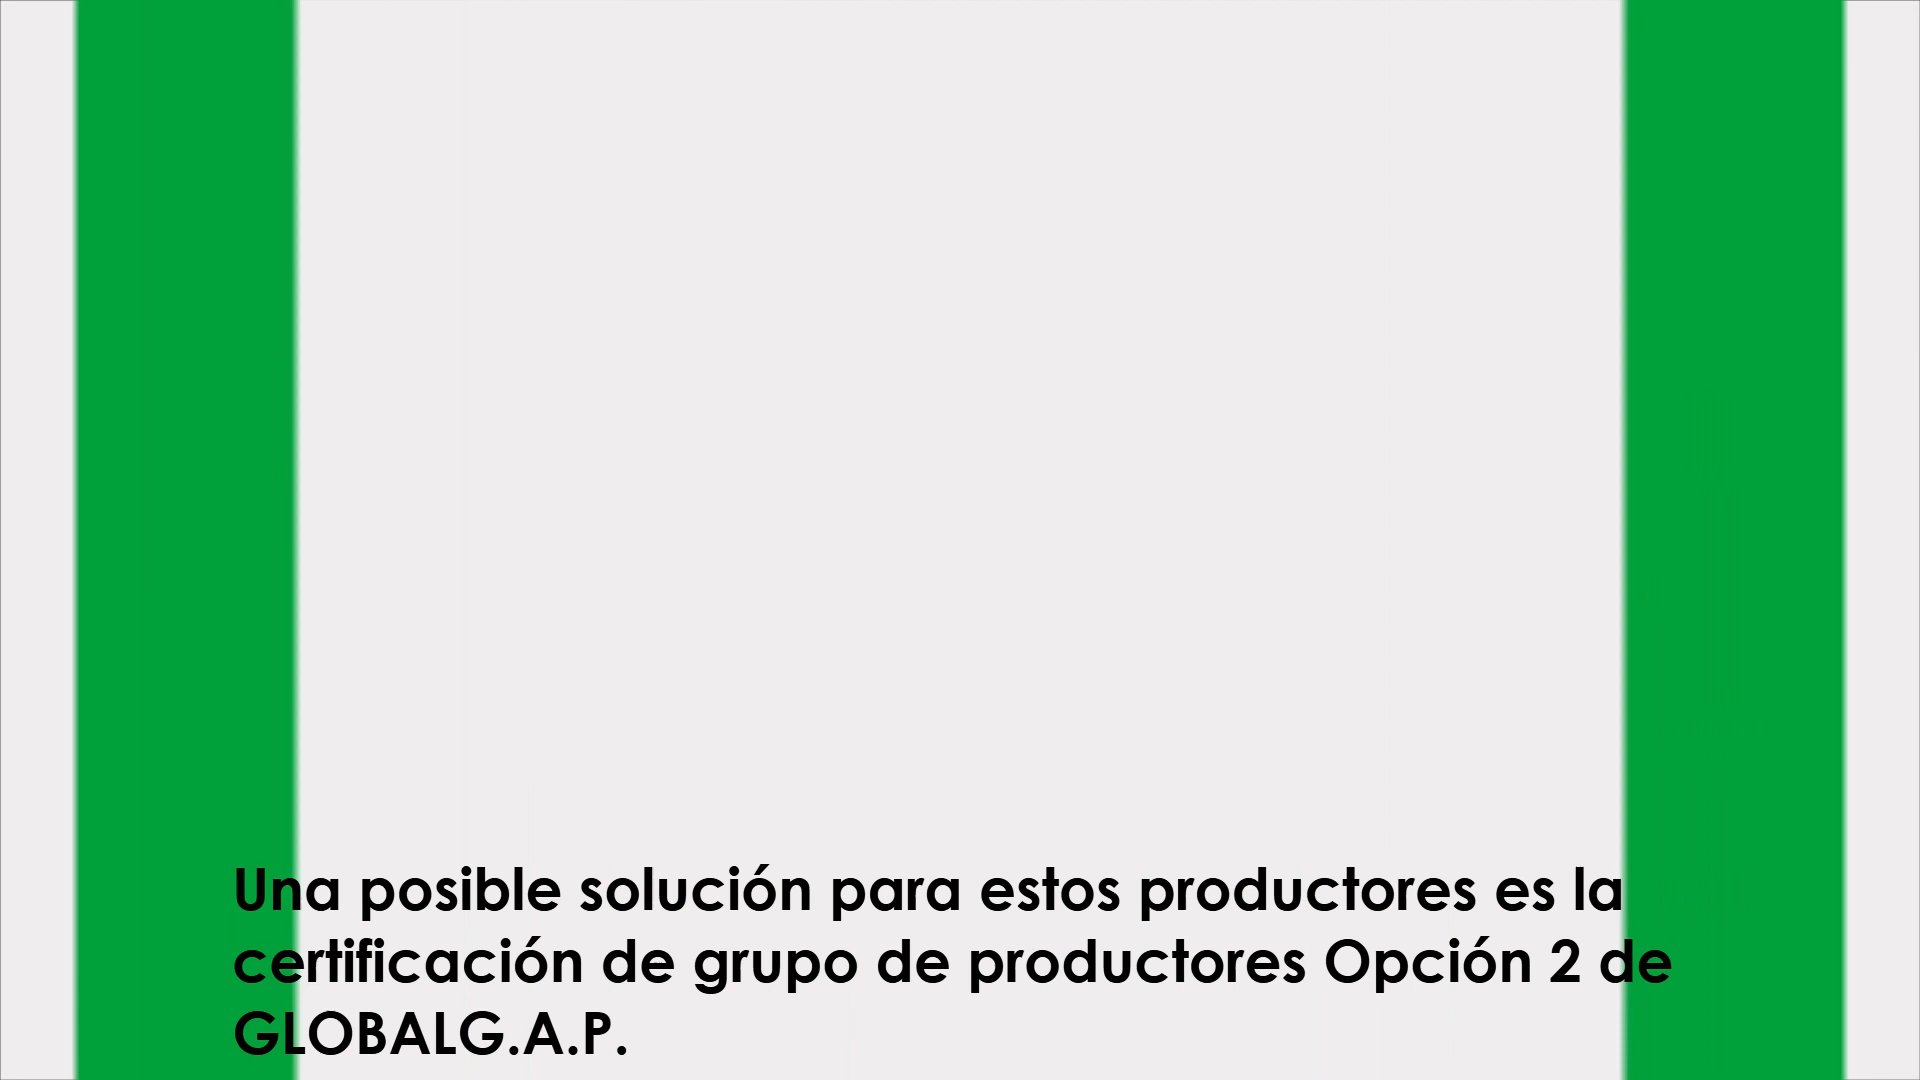 Una posible solución para estos productores es la
certificación de grupo de productores Opción 2 de
GLOBALG.A.P.